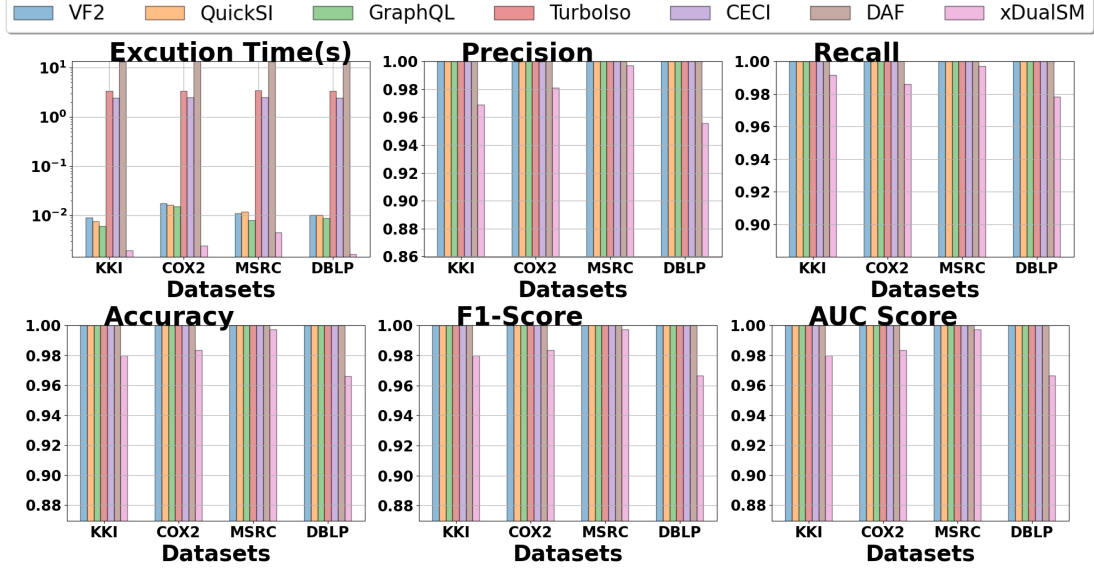 VF2 QuickSI GraphQL TurboIso CECI DAF xDualSM
Excution Time(s) Precision Recall
10¹ 1.00 1.00
10⁰ 0.98 0.98
10⁻¹ 0.96 0.96
10⁻² 0.94 0.94
0.92 0.92
0.90 0.90
0.88
0.86
KKI COX2 MSRC DBLP KKI COX2 MSRC DBLP KKI COX2 MSRC DBLP
Datasets Datasets Datasets
Accuracy F1-Score AUC Score
1.00 1.00 1.00
0.98 0.98 0.98
0.96 0.96 0.96
0.94 0.94 0.94
0.92 0.92 0.92
0.90 0.90 0.90
0.88 0.88 0.88
KKI COX2 MSRC DBLP KKI COX2 MSRC DBLP KKI COX2 MSRC DBLP
Datasets Datasets Datasets